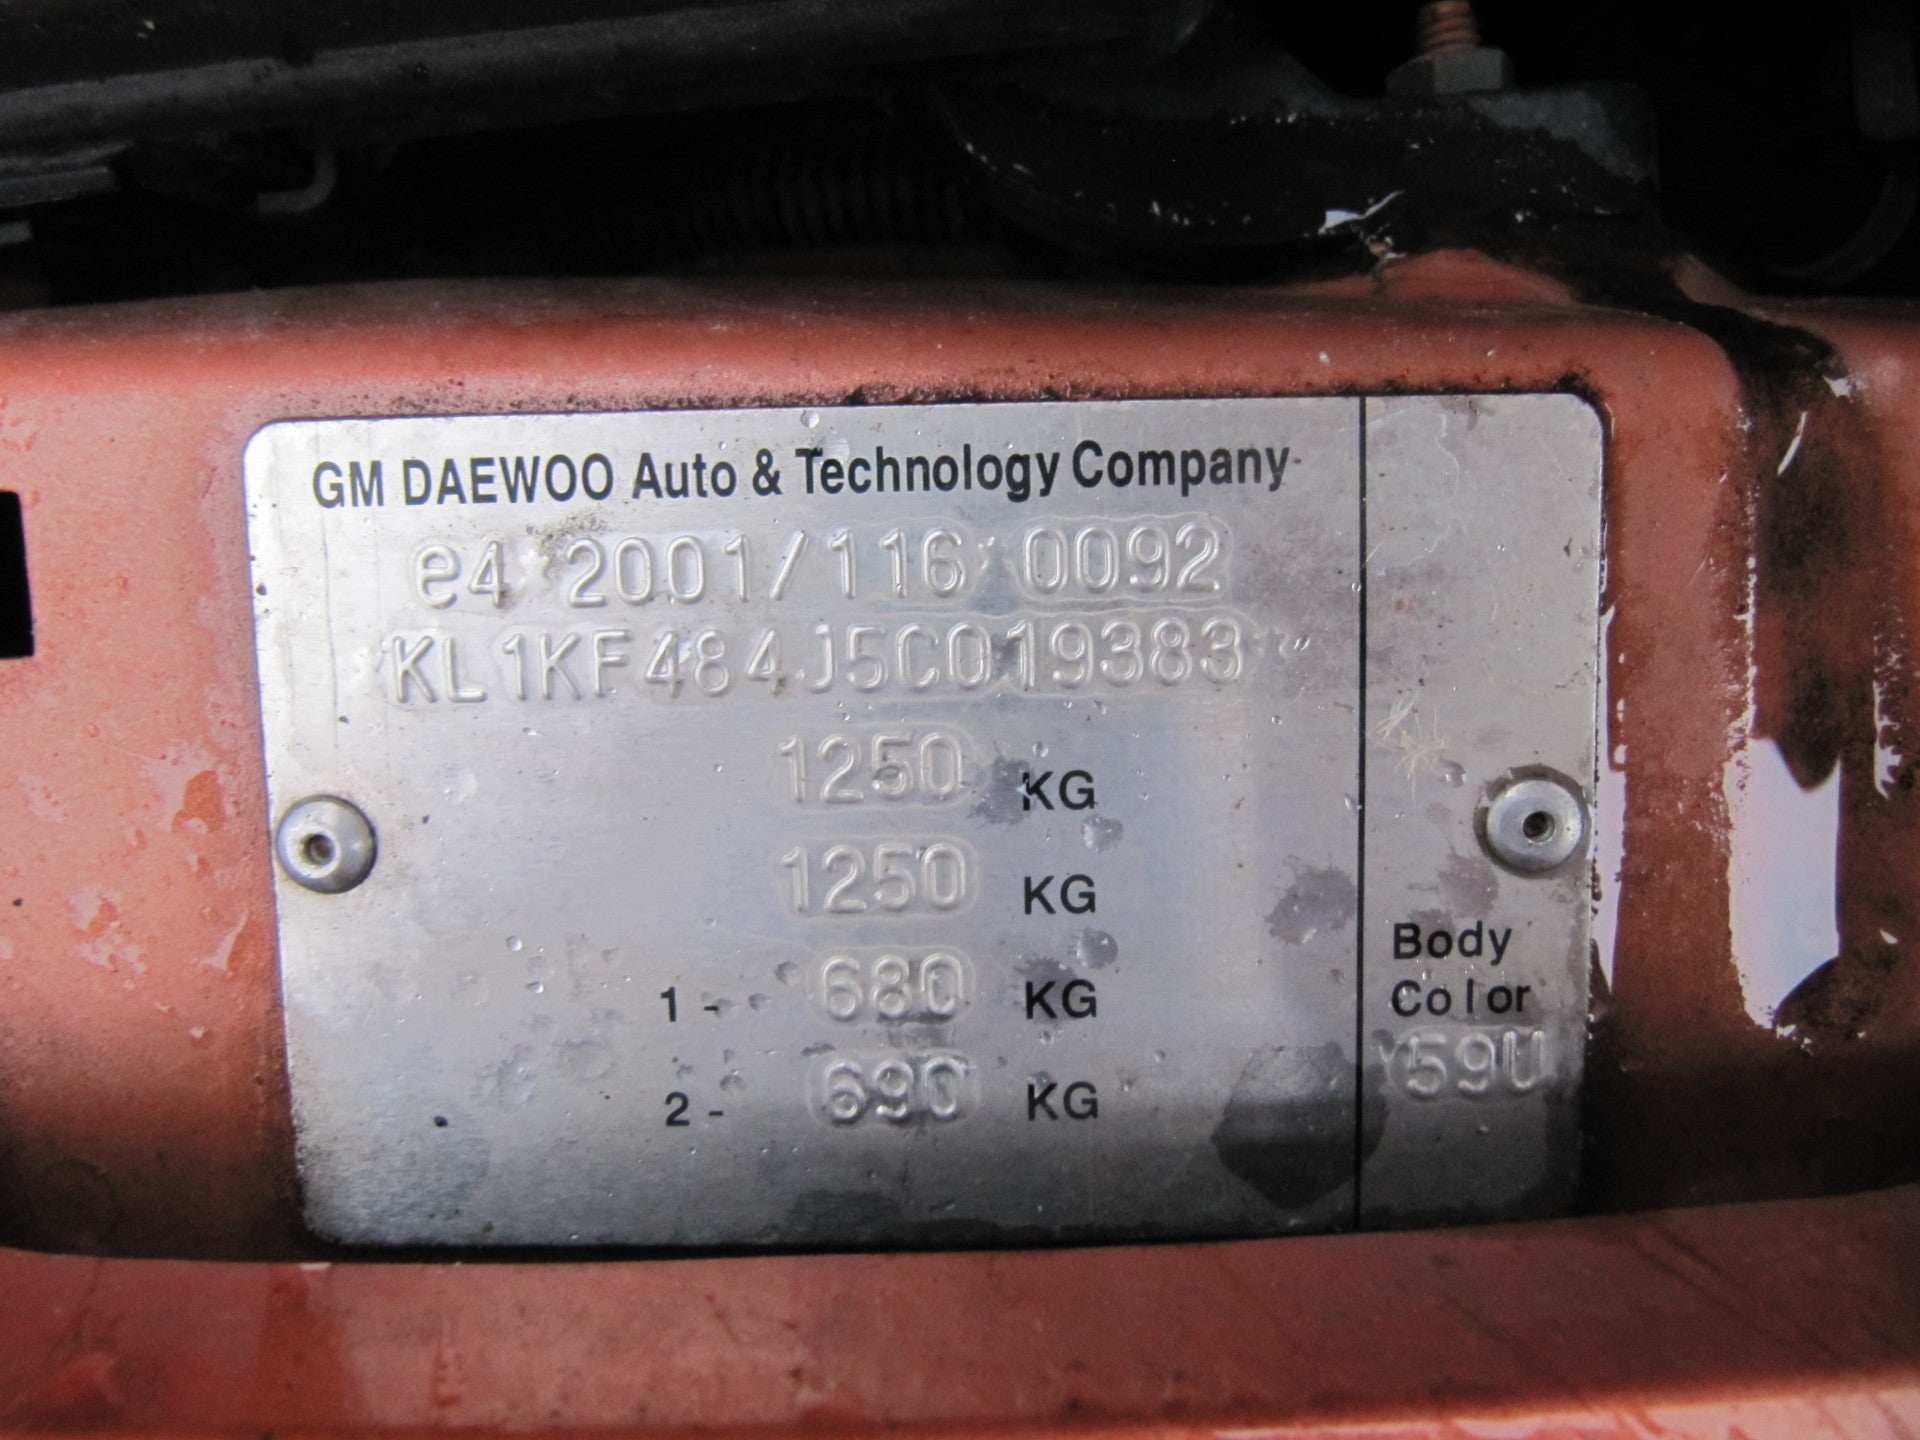 GM DAEWOO Auto & Technology Company
e4 2001/116 0092
KL1KF484J5C019383
1250 KG
1250 KG
1- 680 KG
2- 690 KG
Body
Color
59U